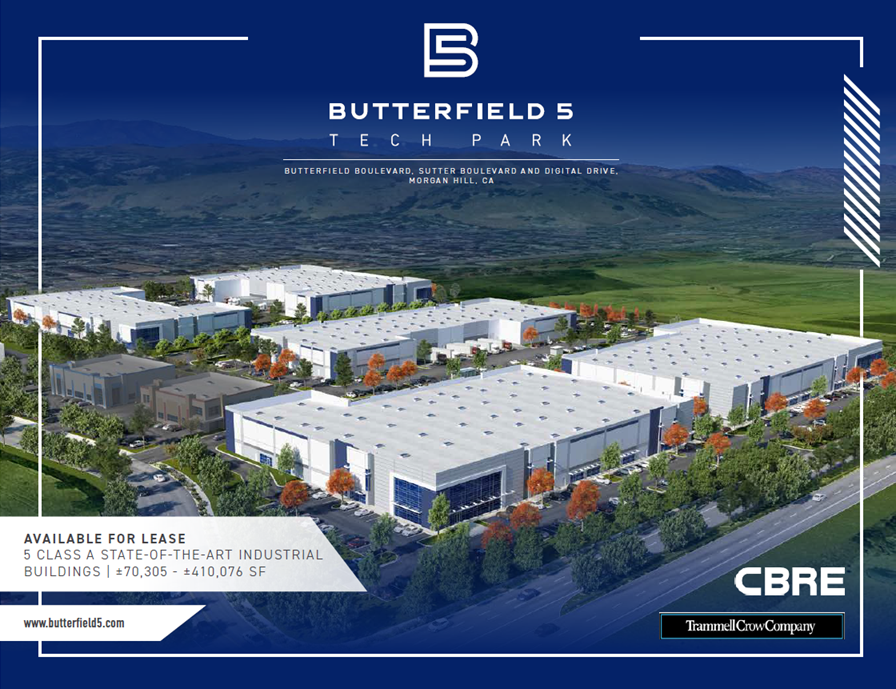 B5
BUTTERFIELD 5
TECH PARK
BUTTERFIELD BOULEVARD, SUTTER BOULEVARD AND DIGITAL DRIVE,
MORGAN HILL, CA
AVAILABLE FOR LEASE
5 CLASS A STATE-OF-THE-ART INDUSTRIAL
BUILDINGS | ±70,305 - ±410,076 SF
www.butterfield5.com
CBRE
TrammellCrowCompany